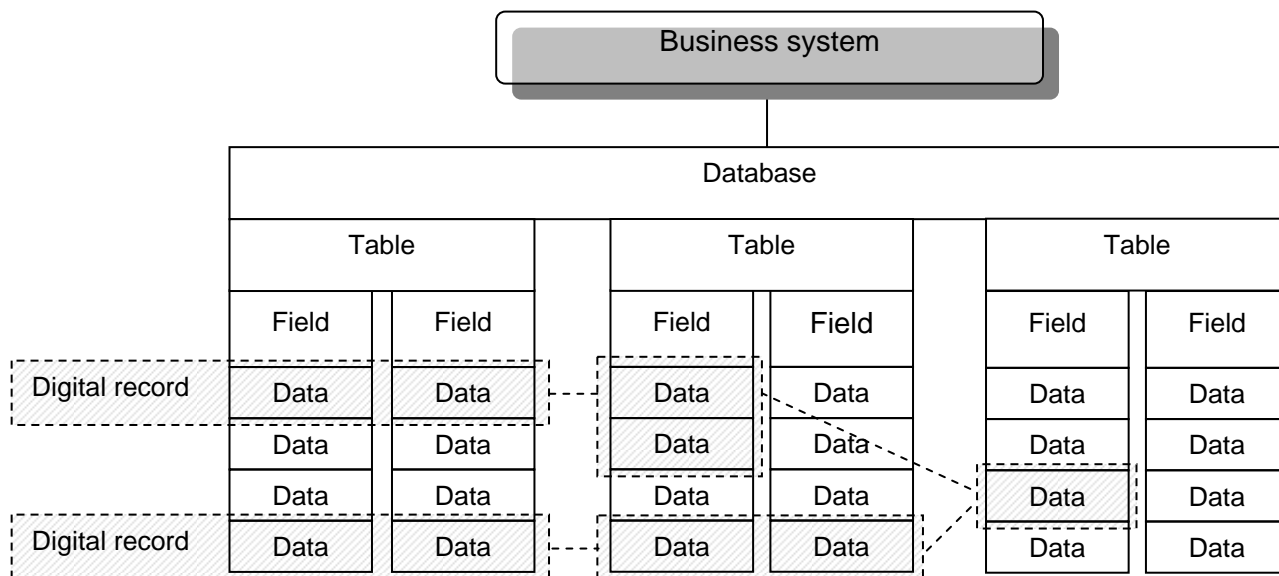 Business system
Database
Table Table Table
Field Field Field Field Field Field
Digital record Data Data Data Data Data Data
Data Data Data Data Data Data
Data Data Data Data Data Data
Digital record Data Data Data Data Data Data